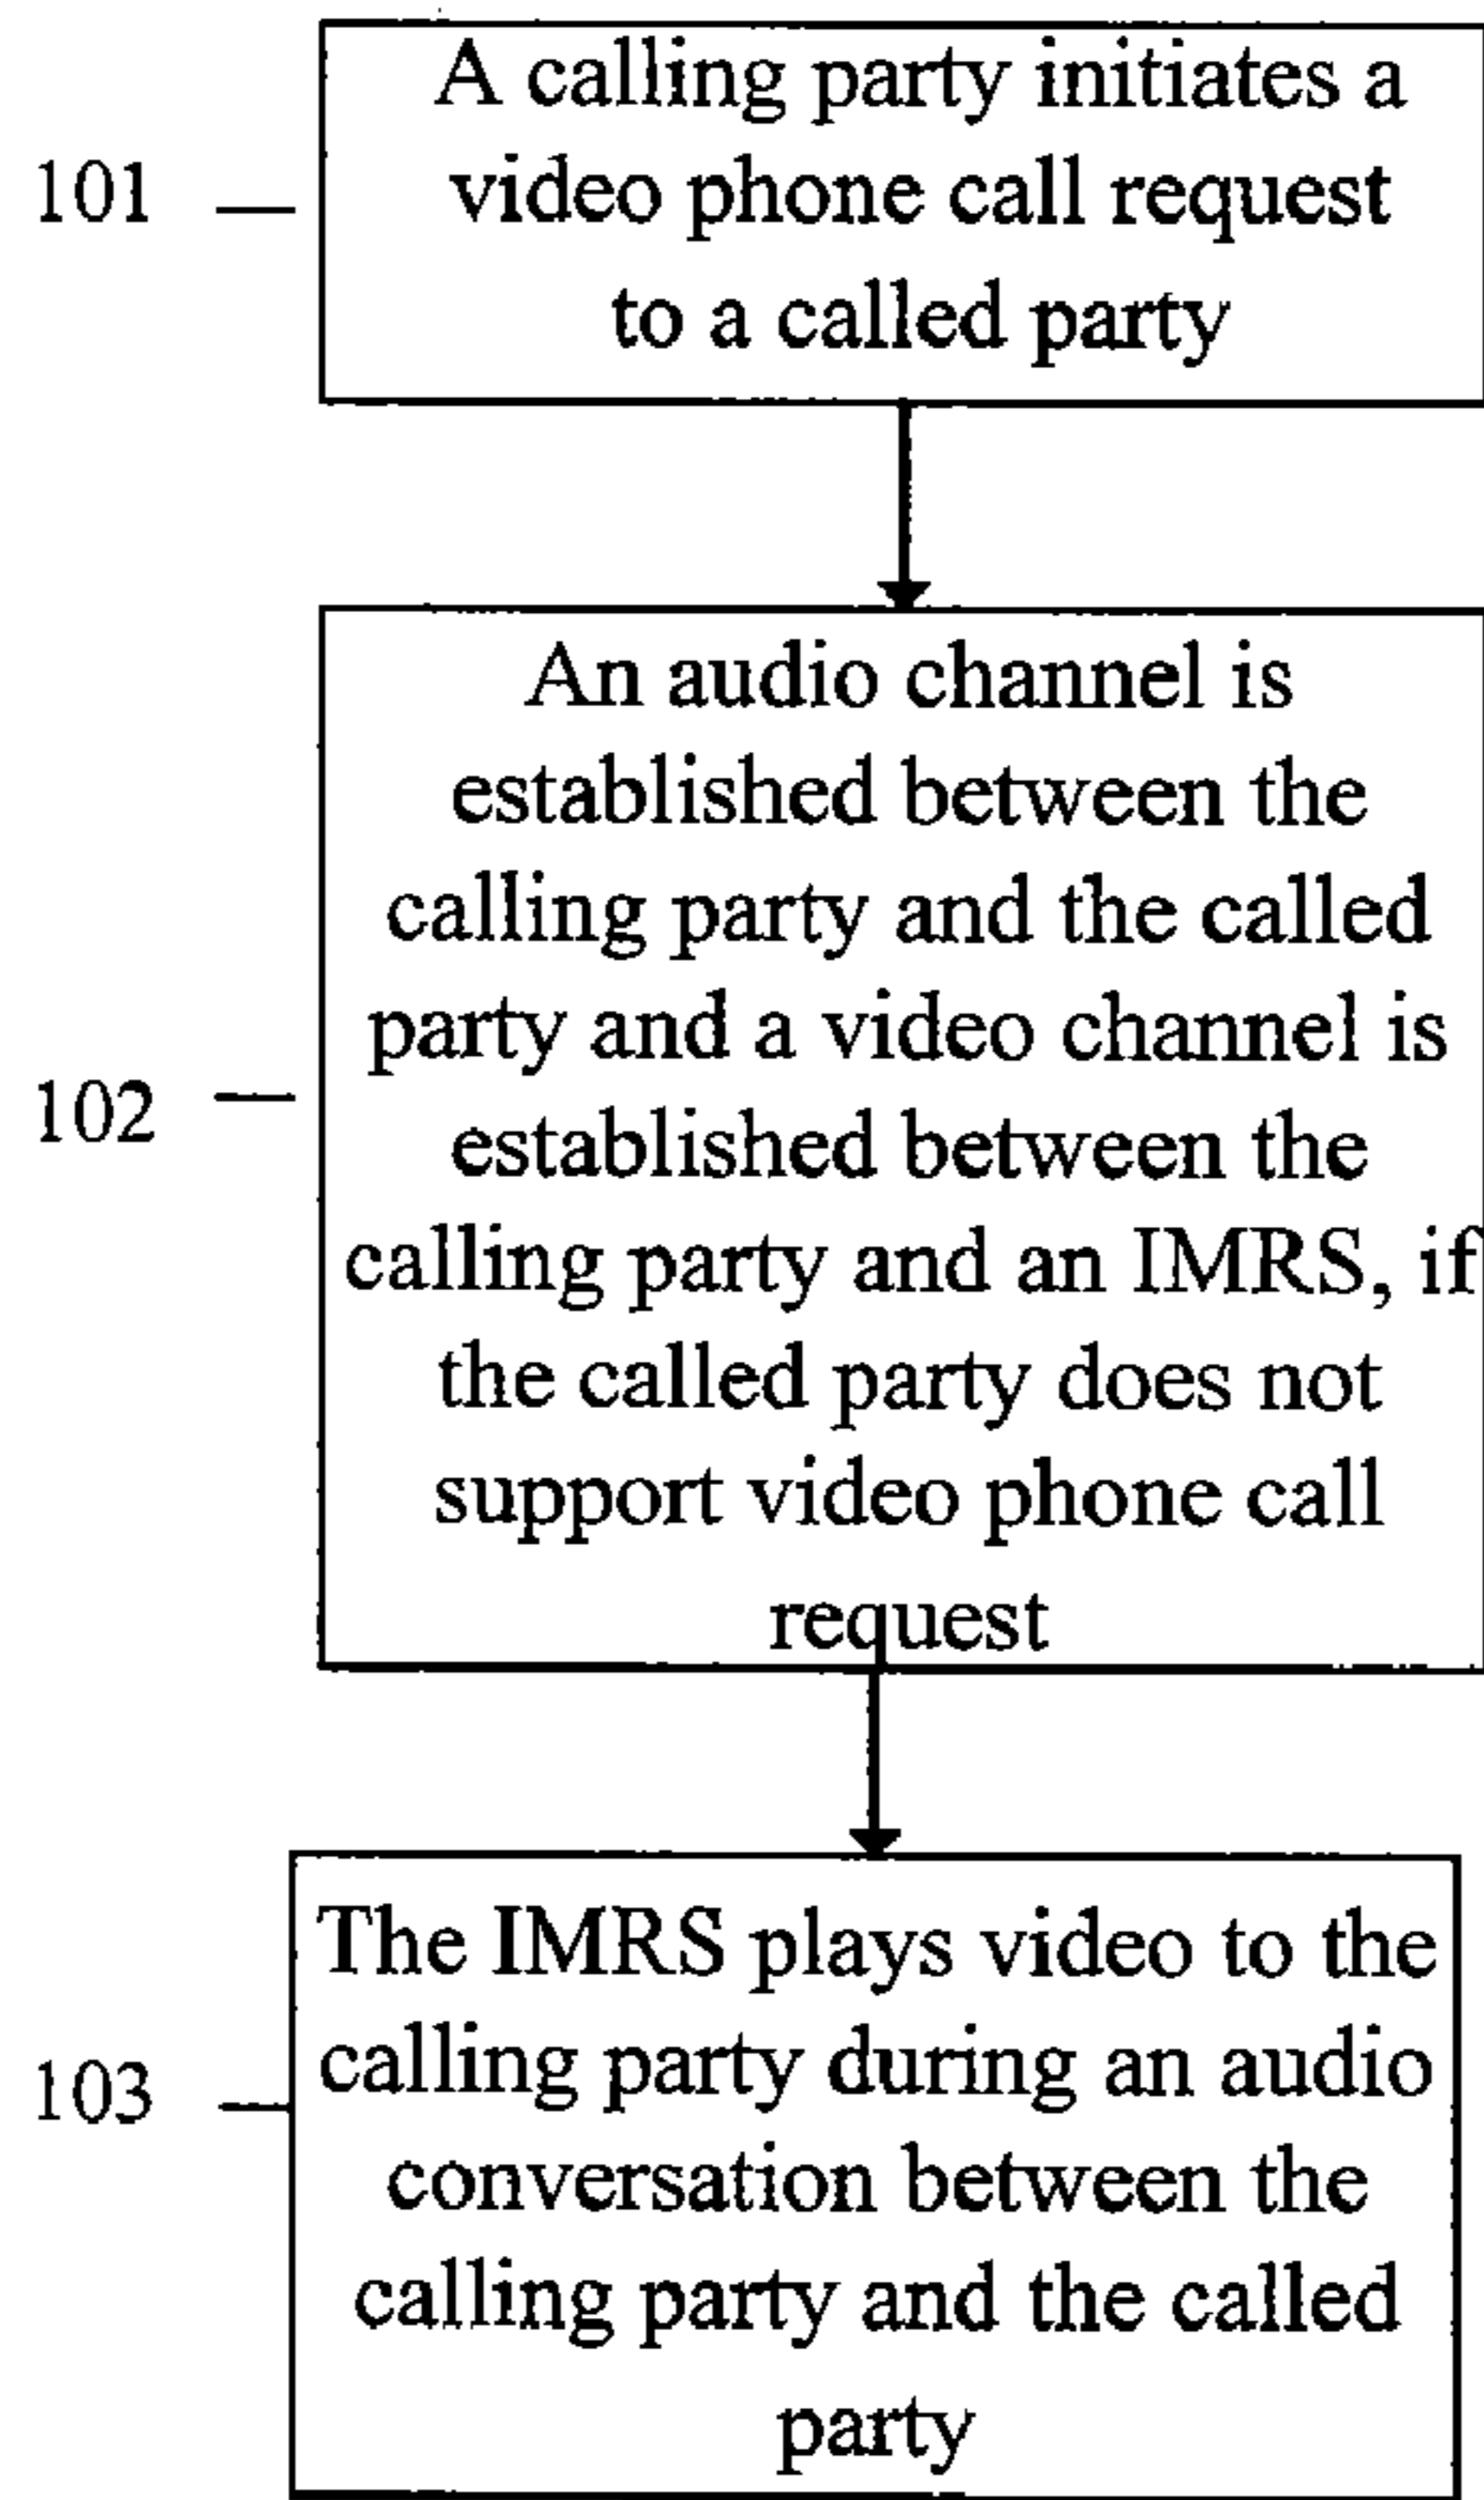 A calling party initiates a
101
video phone call request
to a called party
An audio channel is
established between the
calling party and the called
party and a video channel is
102
established between the
calling party and an IMRS, if
the called party does not
support video phone call
request
The IMRS plays video to the
103
calling party during an audio
conversation between the
calling party and the called
party